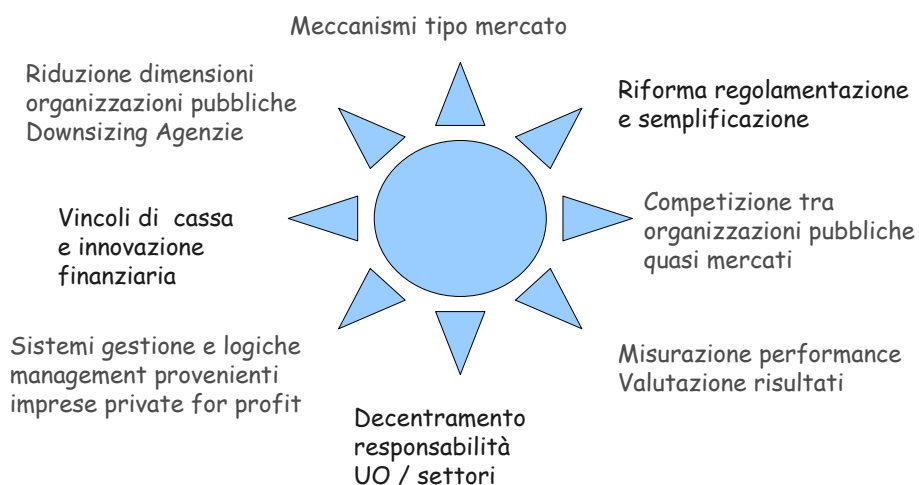 Meccanismi tipo mercato
Riduzione dimensioni
organizzazioni pubbliche
Downsizing Agenzie
Riforma regolamentazione
e semplificazione
Vincoli di cassa
e innovazione
finanziaria
Competizione tra
organizzazioni pubbliche
quasi mercati
Sistemi gestione e logiche
management provenienti
imprese private for profit
Misurazione performance
Valutazione risultati
Decentramento
responsabilità
UO / settori